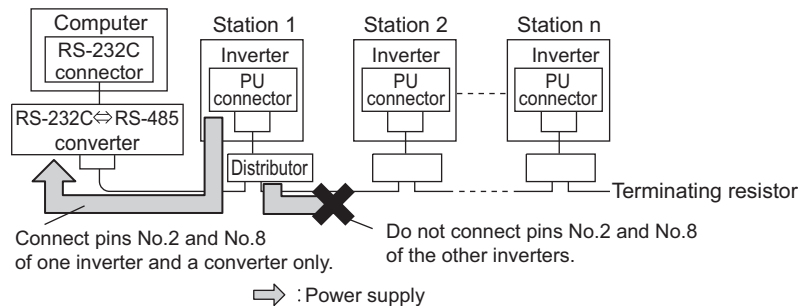 Computer
RS-232C
connector
RS-232C⇔RS-485
converter
Station 1
Inverter
PU
connector
Distributor
Station 2
Inverter
PU
connector
Station n
Inverter
PU
connector
Terminating resistor
Connect pins No.2 and No.8
of one inverter and a converter only.
Do not connect pins No.2 and No.8
of the other inverters.
: Power supply